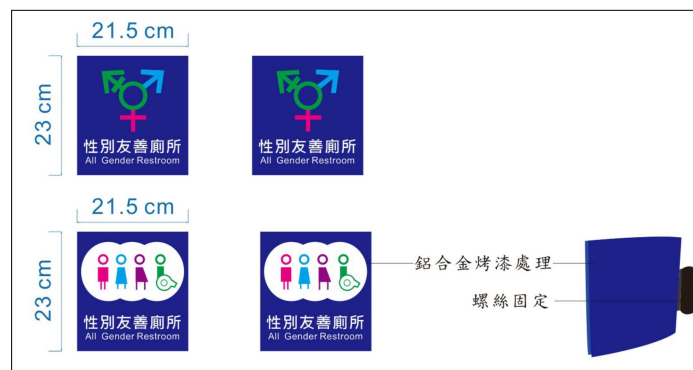 21.5 cm
23 cm
性別友善廁所
All Gender Restroom
性別友善廁所
All Gender Restroom
21.5 cm
23 cm
性別友善廁所
All Gender Restroom
性別友善廁所
All Gender Restroom
鋁合金烤漆處理
螺絲固定